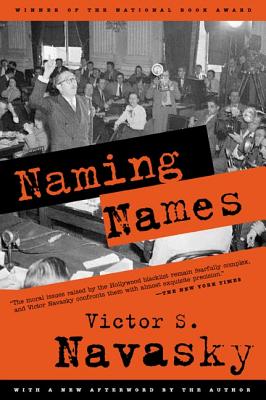 WINNER OF THE NATIONAL BOOK AWARD
Naming
Names
"The moral issues raised by the Hollywood blacklist remain fearfully complex,
and Victor Navasky confronts them with almost exquisite precision."
—THE NEW YORK TIMES
Victor S.
Navasky
WITH A NEW AFTERWORD BY THE AUTHOR